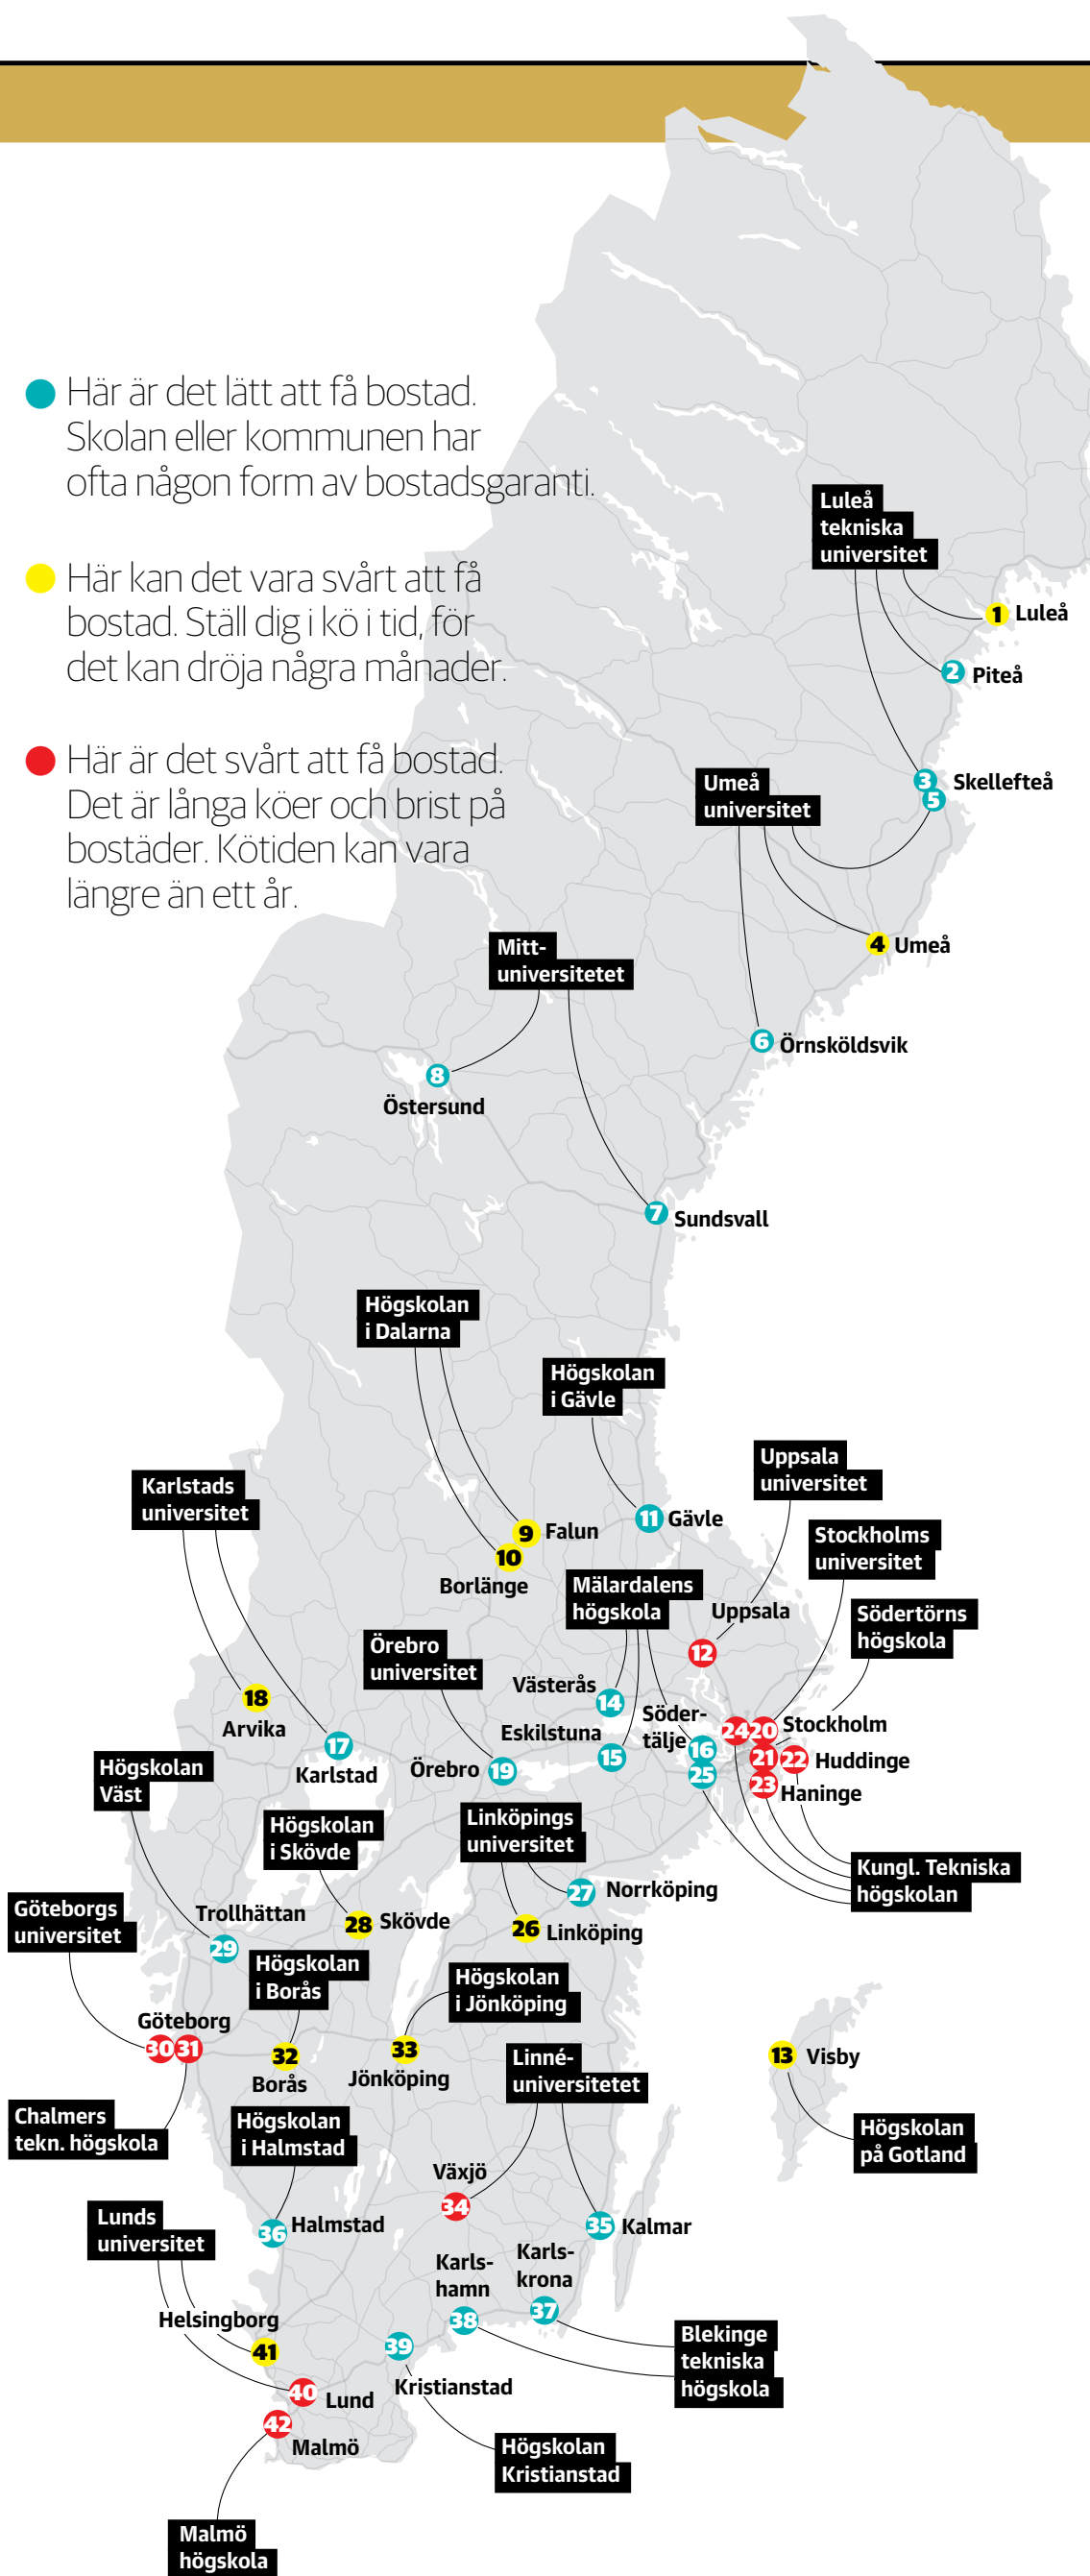 Här är det lätt att få bostad.
Skolan eller kommunen har
ofta någon form av bostadsgaranti.
Här kan det vara svårt att få
bostad. Ställ dig i kö i tid, för
det kan dröja några månader.
Här är det svårt att få bostad.
Det är långa köer och brist på
bostäder. Kötiden kan vara
längre än ett år.
Luleå
tekniska
universitet
1 Luleå
2 Piteå
3 Skellefteå
5
Umeå
universitet
4 Umeå
Mitt-
universitetet
6 Örnsköldsvik
8
Östersund
7 Sundsvall
Högskolan
i Dalarna
Högskolan
i Gävle
Uppsala
universitet
Karlstads
universitet
11 Gävle
9 Falun
10
Borlänge
Stockholms
universitet
Mälardalens
högskola
Uppsala
12
Södertörns
högskola
Örebro
universitet
Västerås
14
18
Arvika
Eskilstuna
15
Söder-
tälje
16
25
24 20 Stockholm
21 22 Huddinge
23 Haninge
17
Karlstad
Örebro 19
Högskolan
Väst
Högskolan
i Skövde
Linköpings
universitet
Kungl. Tekniska
högskolan
27 Norrköping
Göteborgs
universitet
Trollhättan
29
28 Skövde
26 Linköping
Högskolan
i Borås
Högskolan
i Jönköping
Göteborg
30 31
32
Borås
33
Jönköping
Linné-
universitetet
13 Visby
Chalmers
tekn. högskola
Högskolan
i Halmstad
Högskolan
på Gotland
Växjö
34
Lunds
universitet
36 Halmstad
35 Kalmar
Karls-
hamn
38
Karls-
krona
37
Helsingborg
41
39
Kristianstad
Blekinge
tekniska
högskola
40 Lund
42
Malmö
Högskolan
Kristianstad
Malmö
högskola